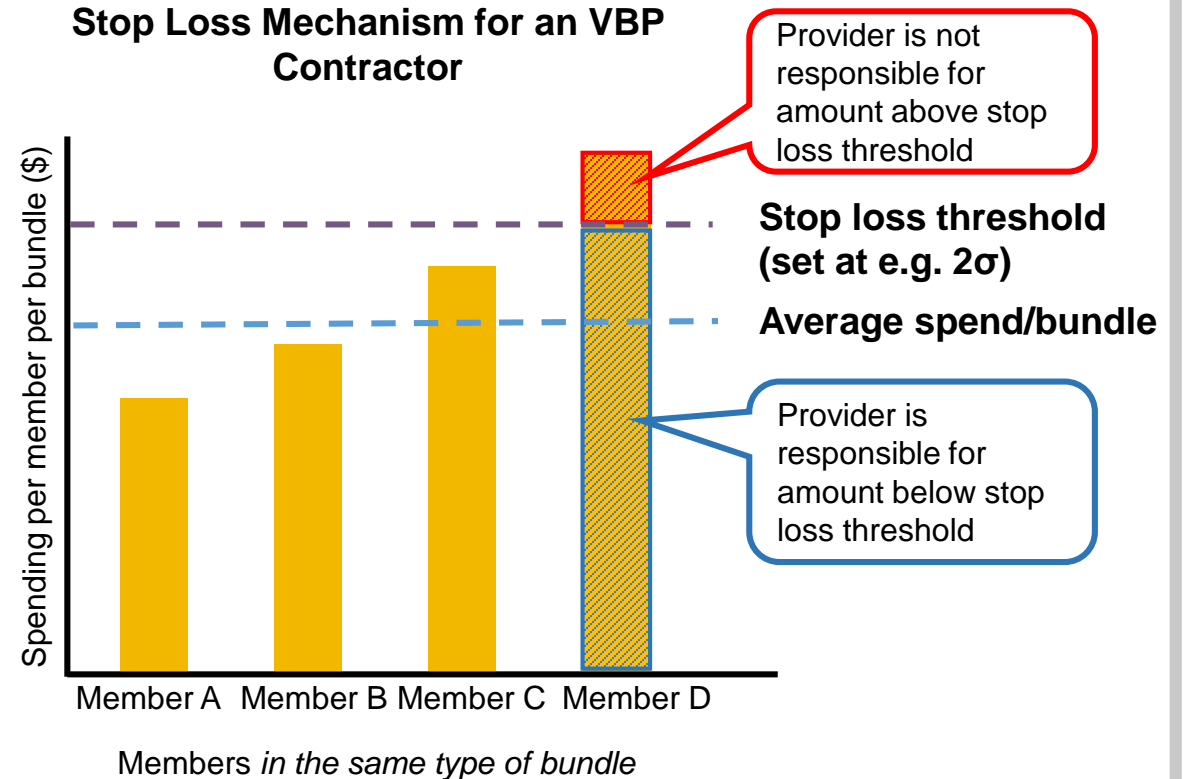 Stop Loss Mechanism for an VBP
Contractor
Provider is not
responsible for
amount above stop
loss threshold
Spending per member per bundle ($)
Stop loss threshold
(set at e.g. 2σ)
Average spend/bundle
Provider is
responsible for
amount below stop
loss threshold
Member A Member B Member C Member D
Members in the same type of bundle